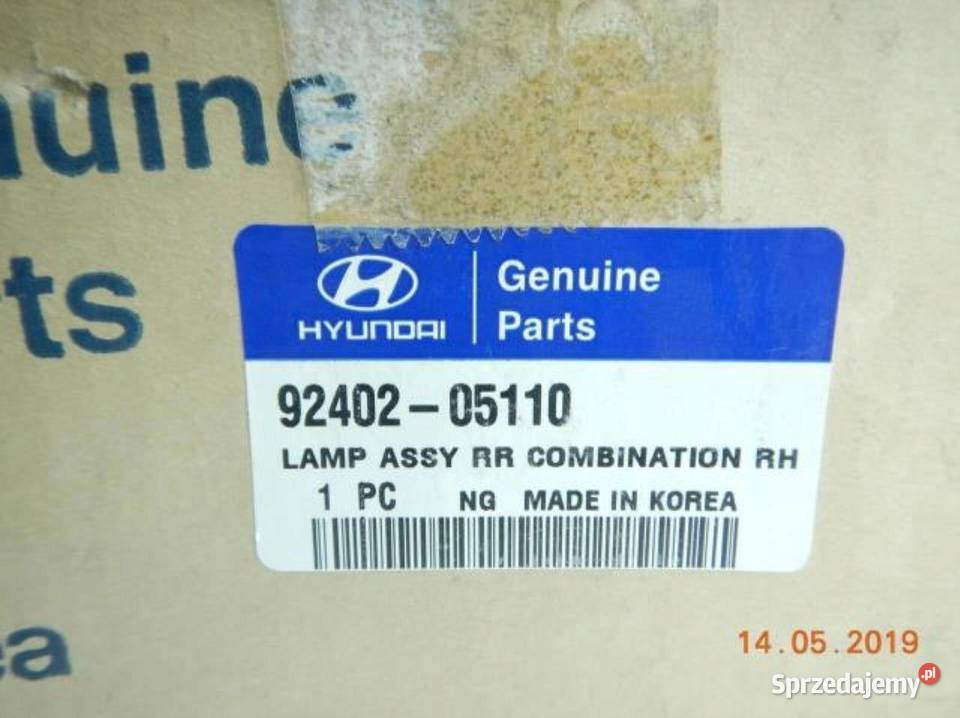 nuine
rts
HYUNDAI
Genuine
Parts
92402-05110
LAMP ASSY RR COMBINATION RH
1 PC NG MADE IN KOREA
ea
14.05.2019
Sprzedajemy.pl